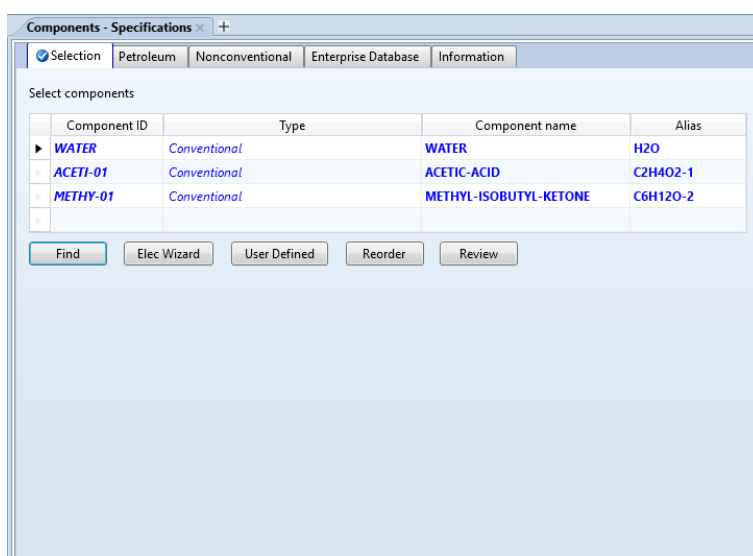 Components - Specifications × +
Selection Petroleum Nonconventional Enterprise Database Information
Select components
Component ID Type Component name Alias
WATER Conventional WATER H2O
ACETI-01 Conventional ACETIC-ACID C2H4O2-1
METHY-01 Conventional METHYL-ISOBUTYL-KETONE C6H12O-2
Find Elec Wizard User Defined Reorder Review